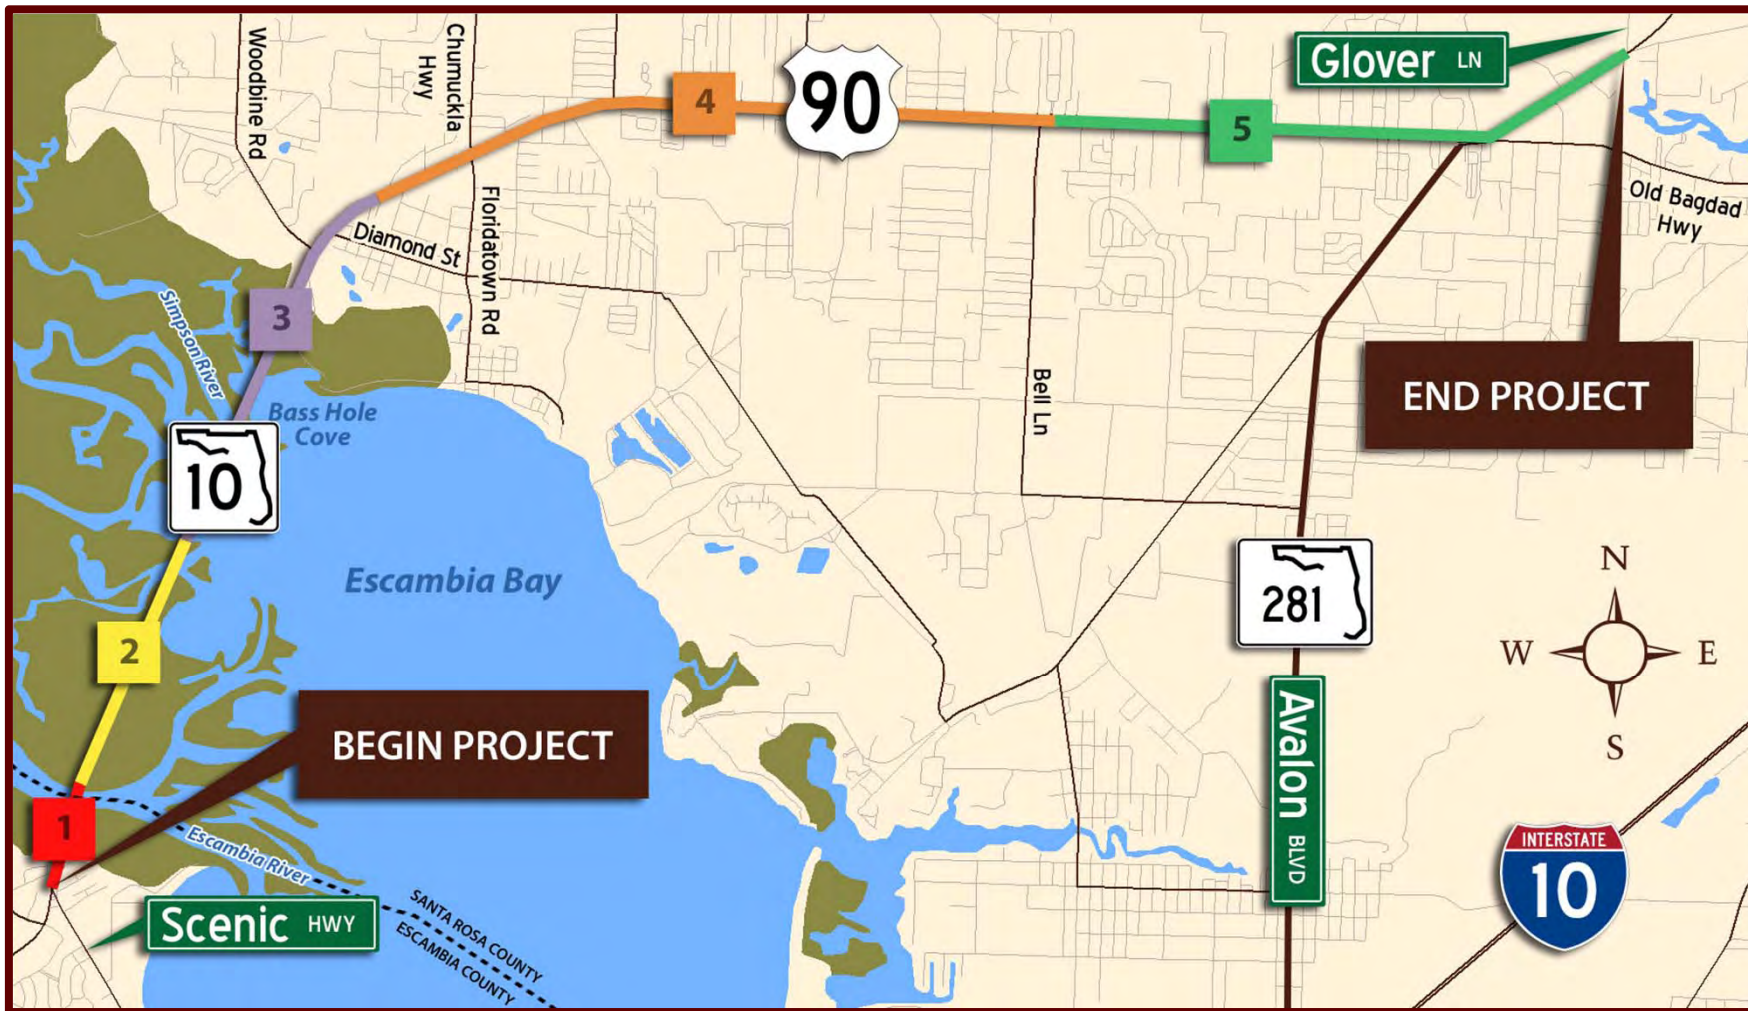 Woodbine Rd
Chumuckla
Hwy
4
90
5
Glover LN
Old Bagdad
Hwy
Diamond St
Floridatown Rd
3
Simpson River
Bass Hole
Cove
10
Bell Ln
END PROJECT
Escambia Bay
2
281
N
W
E
S
BEGIN PROJECT
Avalon BLVD
1
Escambia River
INTERSTATE
10
Scenic HWY
SANTA ROSA COUNTY
ESCAMBIA COUNTY